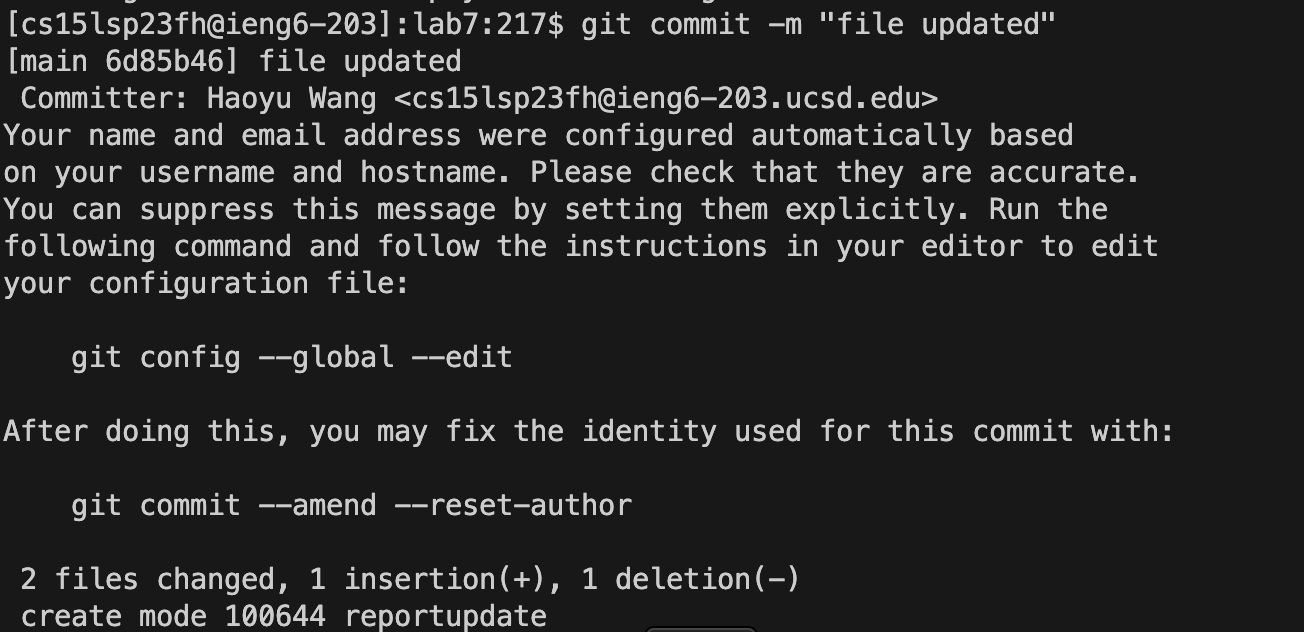 [cs15lsp23fh@ieng6-203]:lab7:217$ git commit -m "file updated"
[main 6d85b46] file updated
 Committer: Haoyu Wang <cs15lsp23fh@ieng6-203.ucsd.edu>
Your name and email address were configured automatically based
on your username and hostname. Please check that they are accurate.
You can suppress this message by setting them explicitly. Run the
following command and follow the instructions in your editor to edit
your configuration file:

    git config --global --edit

After doing this, you may fix the identity used for this commit with:

    git commit --amend --reset-author

 2 files changed, 1 insertion(+), 1 deletion(-)
 create mode 100644 reportupdate